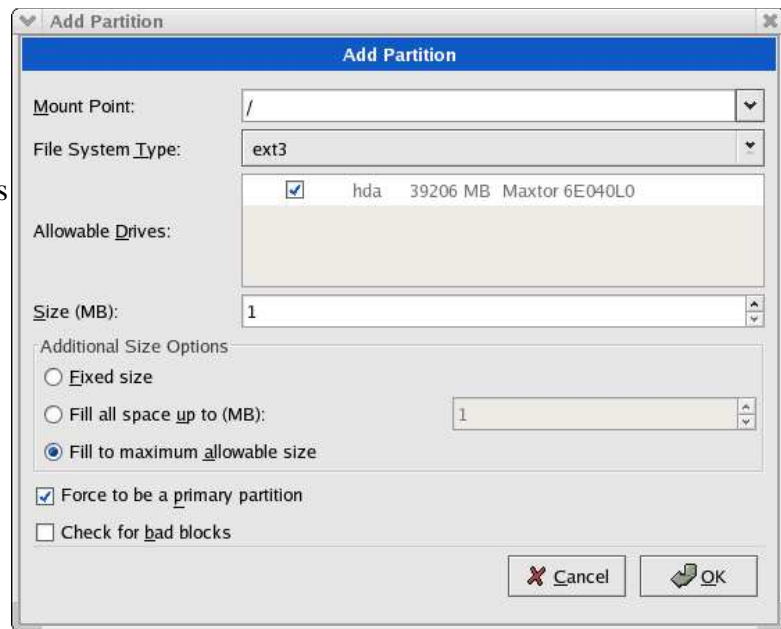 Add Partition
Add Partition
Mount Point: /
File System Type: ext3
s
hda 39206 MB Maxtor 6E040L0
Allowable Drives:
Size (MB): 1
Additional Size Options
Fixed size
Fill all space up to (MB): 1
Fill to maximum allowable size
Force to be a primary partition
Check for bad blocks
Cancel OK